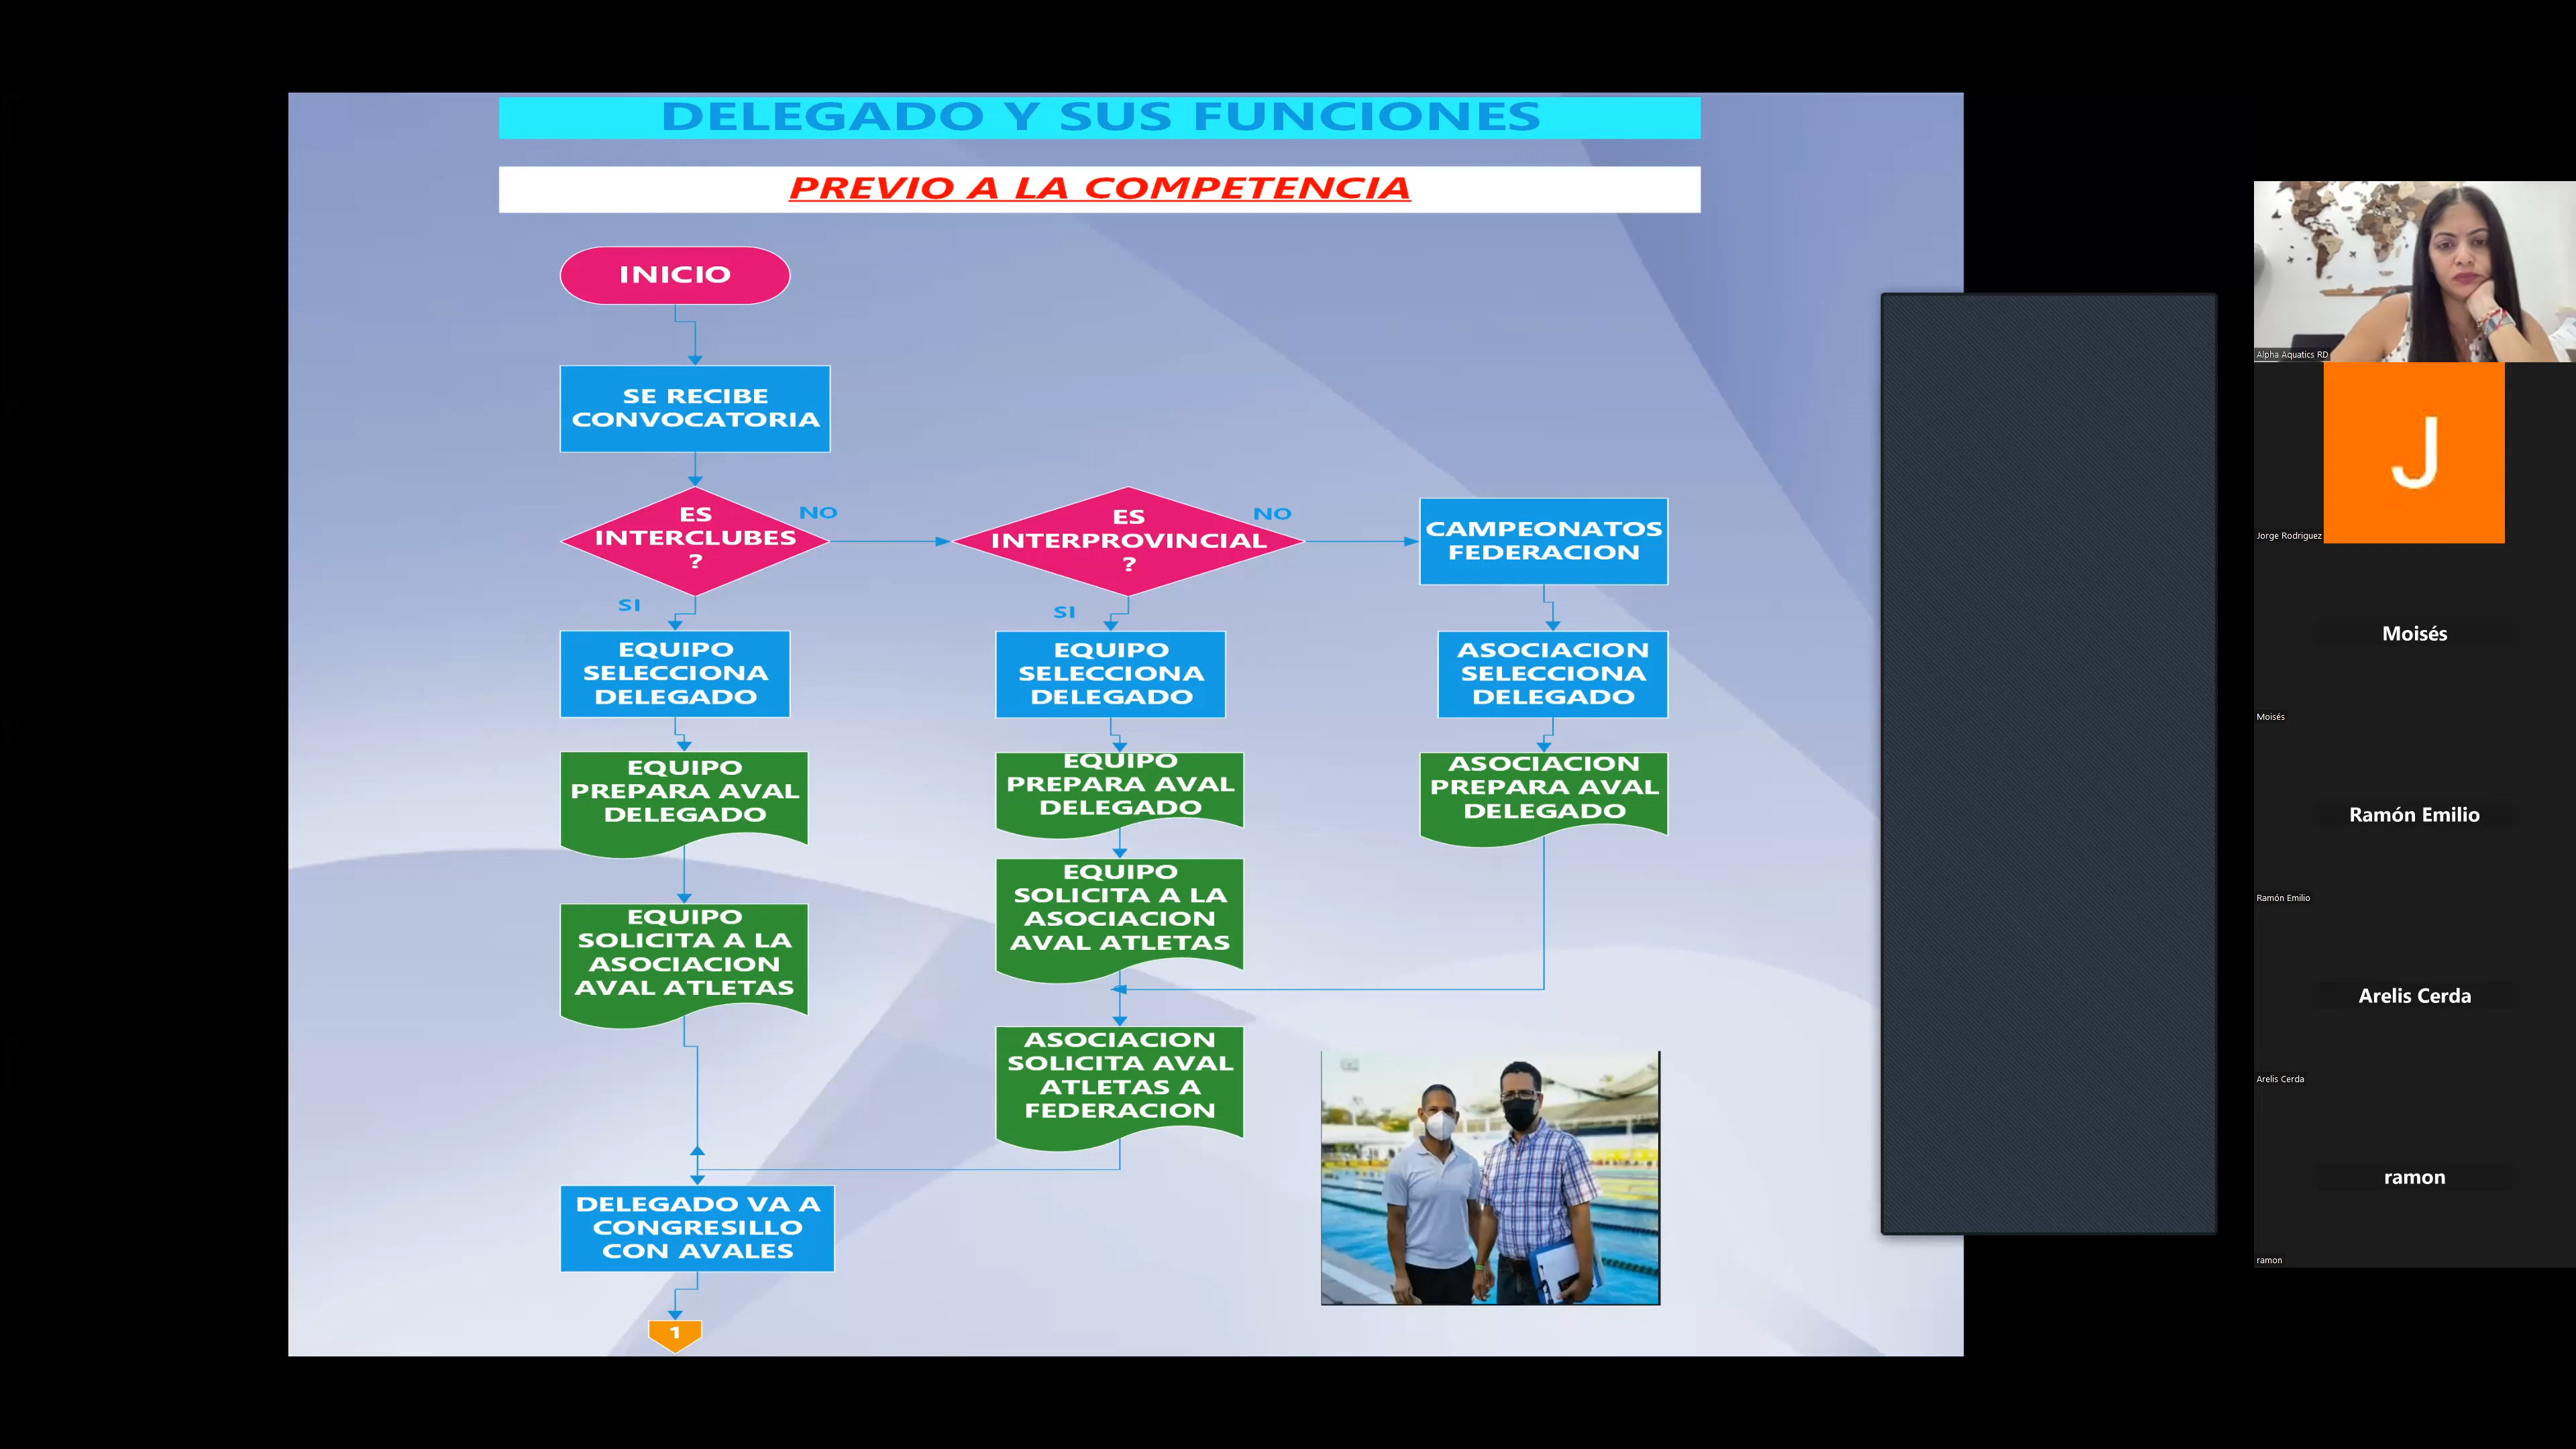 DELEGADO Y SUS FUNCIONES
PREVIO A LA COMPETENCIA
INICIO
SE RECIBE
CONVOCATORIA
ES
INTERCLUBES
?
NO
ES
INTERPROVINCIAL
?
NO
CAMPEONATOS
FEDERACION
SI
SI
EQUIPO
SELECCIONA
DELEGADO
EQUIPO
SELECCIONA
DELEGADO
ASOCIACION
SELECCIONA
DELEGADO
EQUIPO
PREPARA AVAL
DELEGADO
EQUIPO
PREPARA AVAL
DELEGADO
ASOCIACION
PREPARA AVAL
DELEGADO
EQUIPO
SOLICITA A LA
ASOCIACION
AVAL ATLETAS
EQUIPO
SOLICITA A LA
ASOCIACION
AVAL ATLETAS
ASOCIACION
SOLICITA AVAL
ATLETAS A
FEDERACION
DELEGADO VA A
CONGRESILLO
CON AVALES
1
Alpha Aquatics RD
J
Jorge Rodriguez
Moisés
Moisés
Ramón Emilio
Ramón Emilio
Arelis Cerda
Arelis Cerda
ramon
ramon